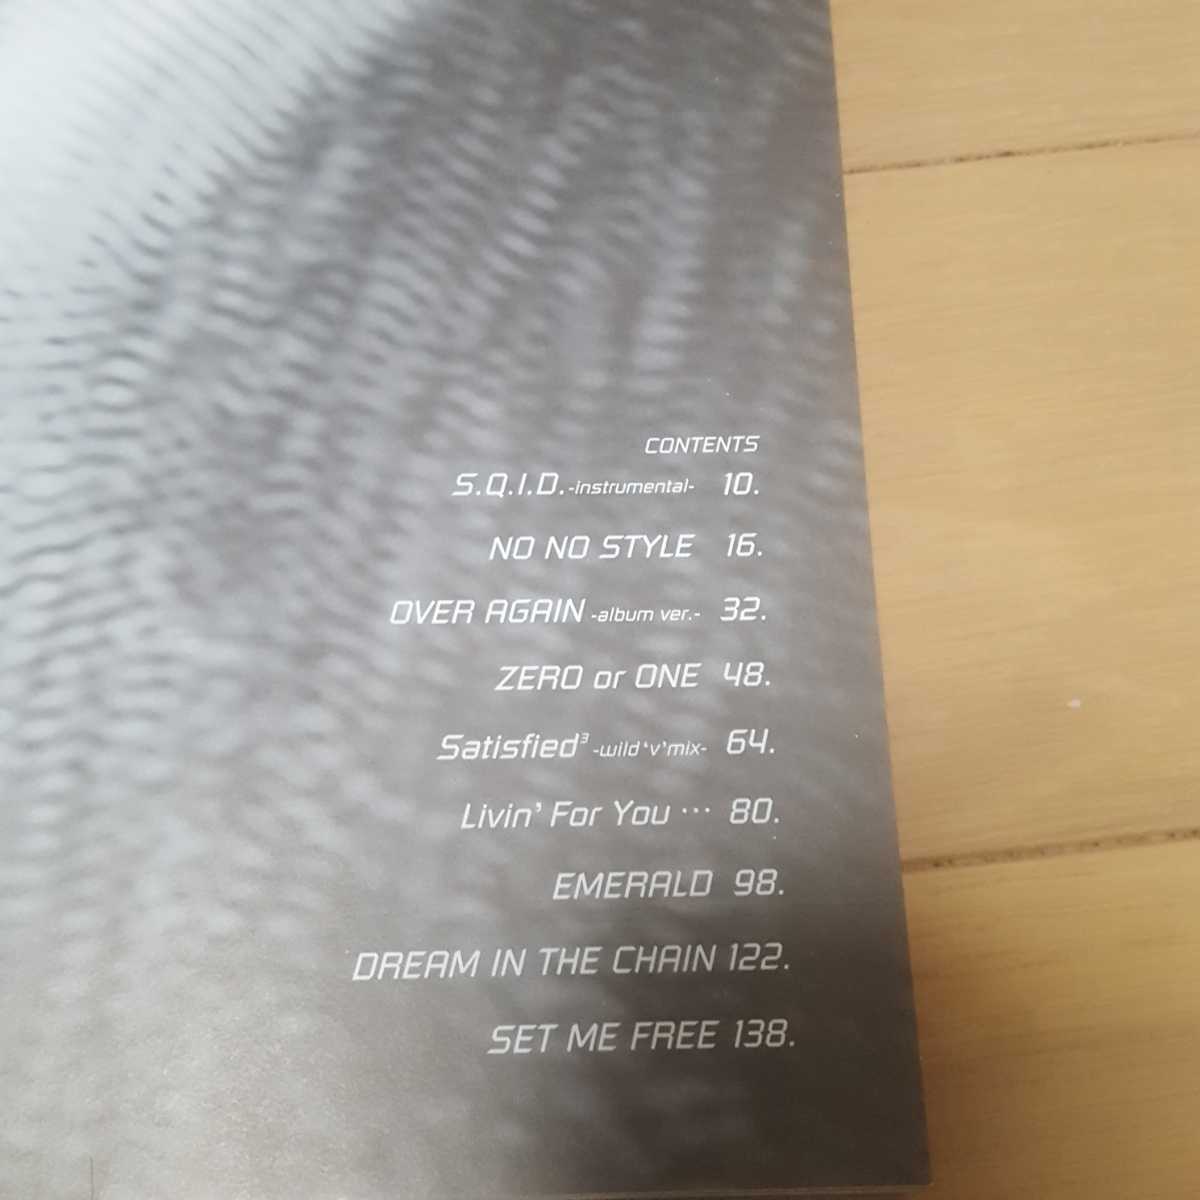 CONTENTS
S.Q.I.D. -instrumental- 10.
NO NO STYLE 16.
OVER AGAIN -album ver.- 32.
ZERO or ONE 48.
Satisfied³ -wild‘v’mix- 64.
Livin’ For You … 80.
EMERALD 98.
DREAM IN THE CHAIN 122.
SET ME FREE 138.